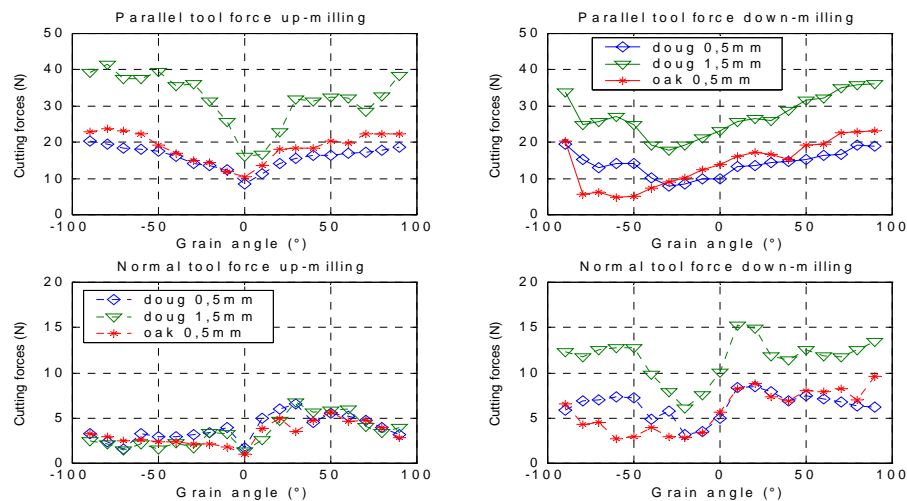 Parallel tool force up-milling
50
40
30
20
10
0
Cutting forces (N)
-100 -50 0 50 100
Grain angle (°)
Parallel tool force down-milling
50
40
30
20
10
0
Cutting forces (N)
doug 0,5mm
doug 1,5mm
oak 0,5mm
-100 -50 0 50 100
Grain angle (°)
Normal tool force up-milling
20
15
10
5
0
Cutting forces (N)
doug 0,5mm
doug 1,5mm
oak 0,5mm
-100 -50 0 50 100
Grain angle (°)
Normal tool force down-milling
20
15
10
5
0
Cutting forces (N)
-100 -50 0 50 100
Grain angle (°)